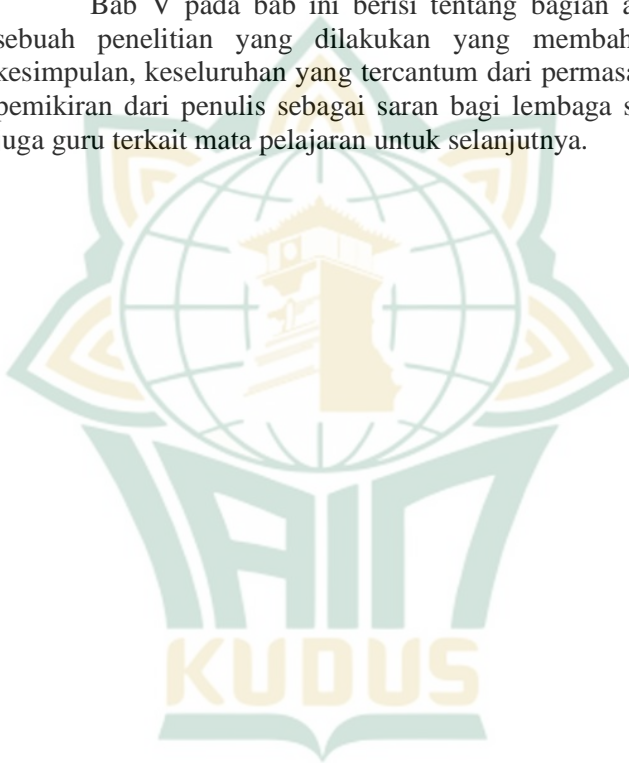 Bab V pada bab ini berisi tentang bagian
sebuah penelitian yang dilakukan yang
kesimpulan, keseluruhan yang tercantum dari
pemikiran dari penulis sebagai saran bagi lembaga
juga guru terkait mata pelajaran untuk selanjutnya.
IAIN
KUDUS